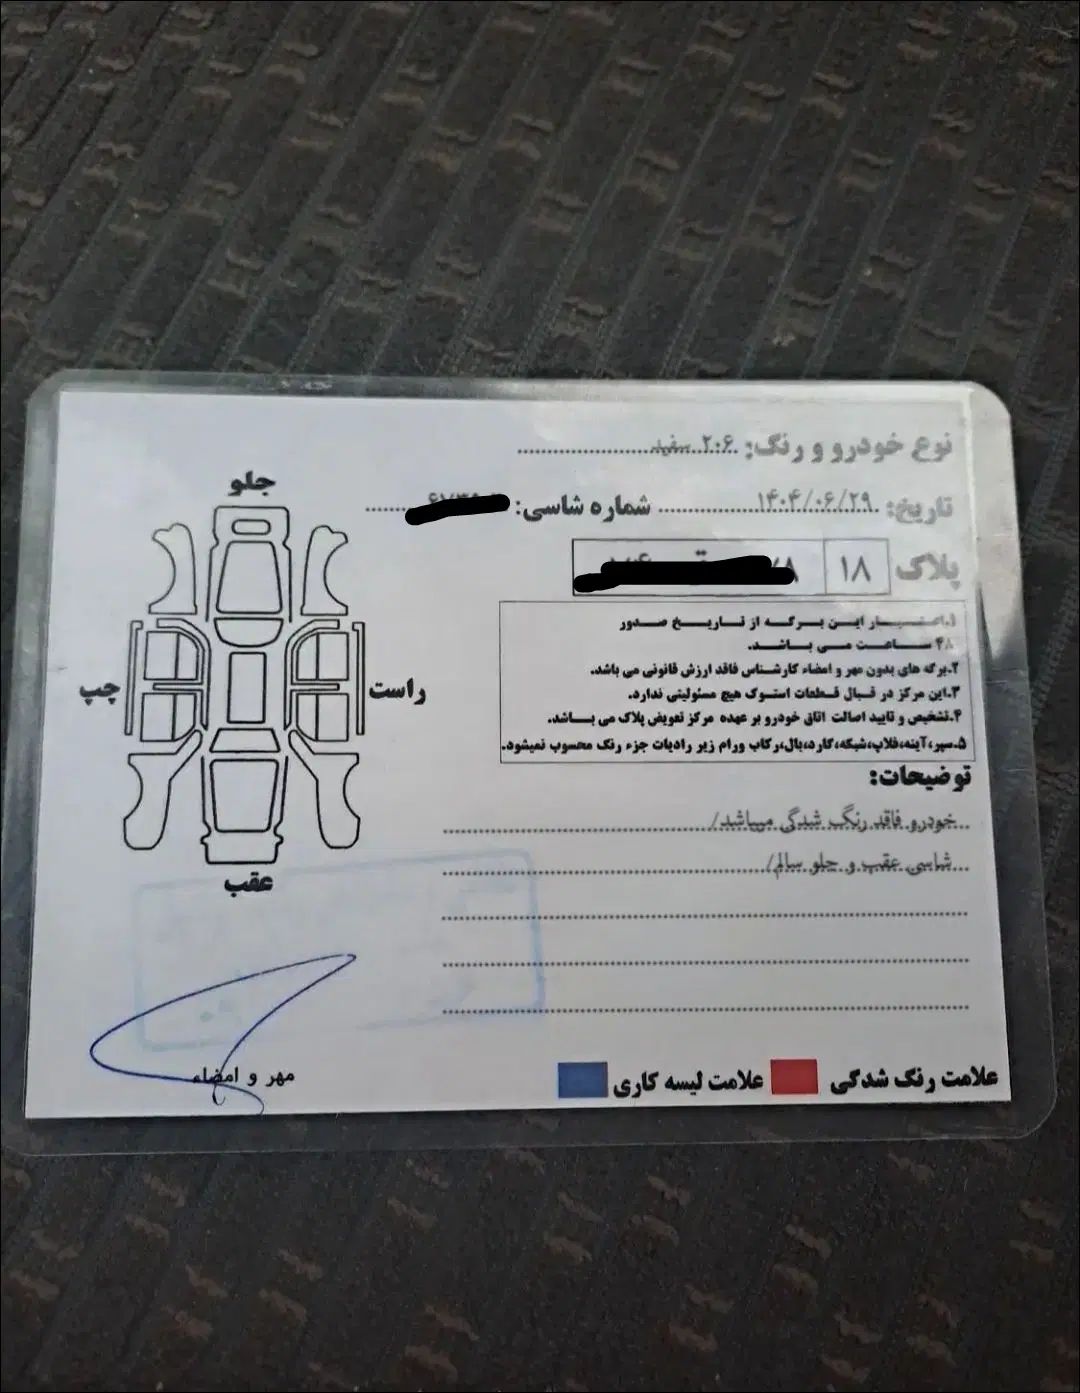 نوع خودرو و رنگ: ۲۰۶ سفید
تاریخ: ۱۴۰۴/۰۶/۲۹ شماره شاسی:
پلاک ۱۸
۱.اعتبار این برگه از تاریخ صدور
۴۸ ساعت می باشد.
۲.برگه های بدون مهر و امضاء کارشناس فاقد ارزش قانونی می باشد.
۳.این مرکز در قبال قطعات استوک هیچ مسئولیتی ندارد.
۴.تشخیص و تایید اصالت اتاق خودرو بر عهده مرکز تعویض پلاک می باشد.
۵.سپر،آینه،قلاب،شبکه،کارد،بال،رکاب ورام زیر رادیات جزء رنگ محسوب نمیشود.
توضیحات:
خودرو فاقد رنگ شدگی میباشد/
شاسی عقب و جلو سالم/
جلو
راست
چپ
عقب
مهر و امضاء
علامت رنگ شدگی
علامت لیسه کاری